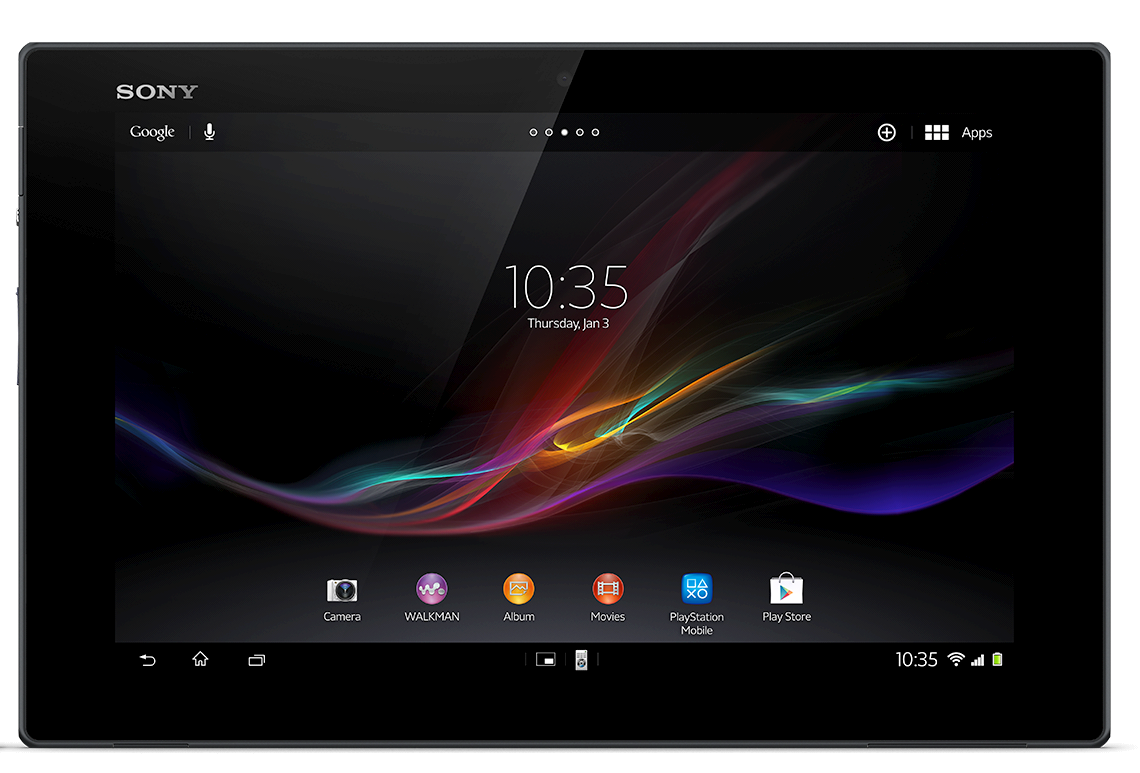 SONY
Google
Apps
10:35
Thursday, Jan 3
Camera
WALKMAN
Album
Movies
PlayStation
Mobile
Play Store
10:35